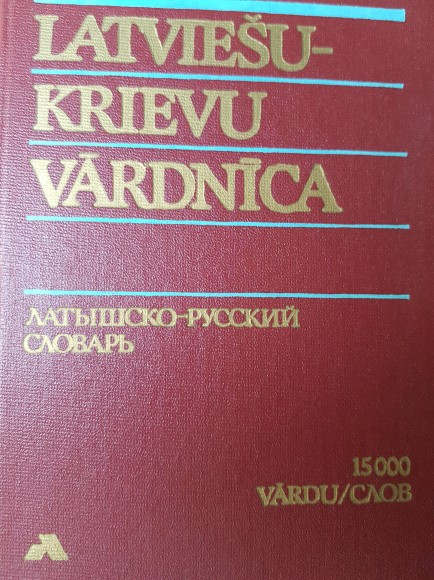 LATVIEŠU-
KRIEVU
VĀRDNĪCA
ЛАТЫШСКО-РУССКИЙ
СЛОВАРЬ
15000
VĀRDU/СЛОВ